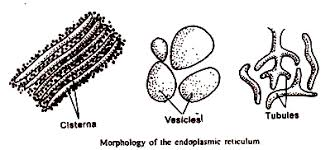 Cisterna
Vesicles
Tubules
Morphology of the endoplasmic reticulum